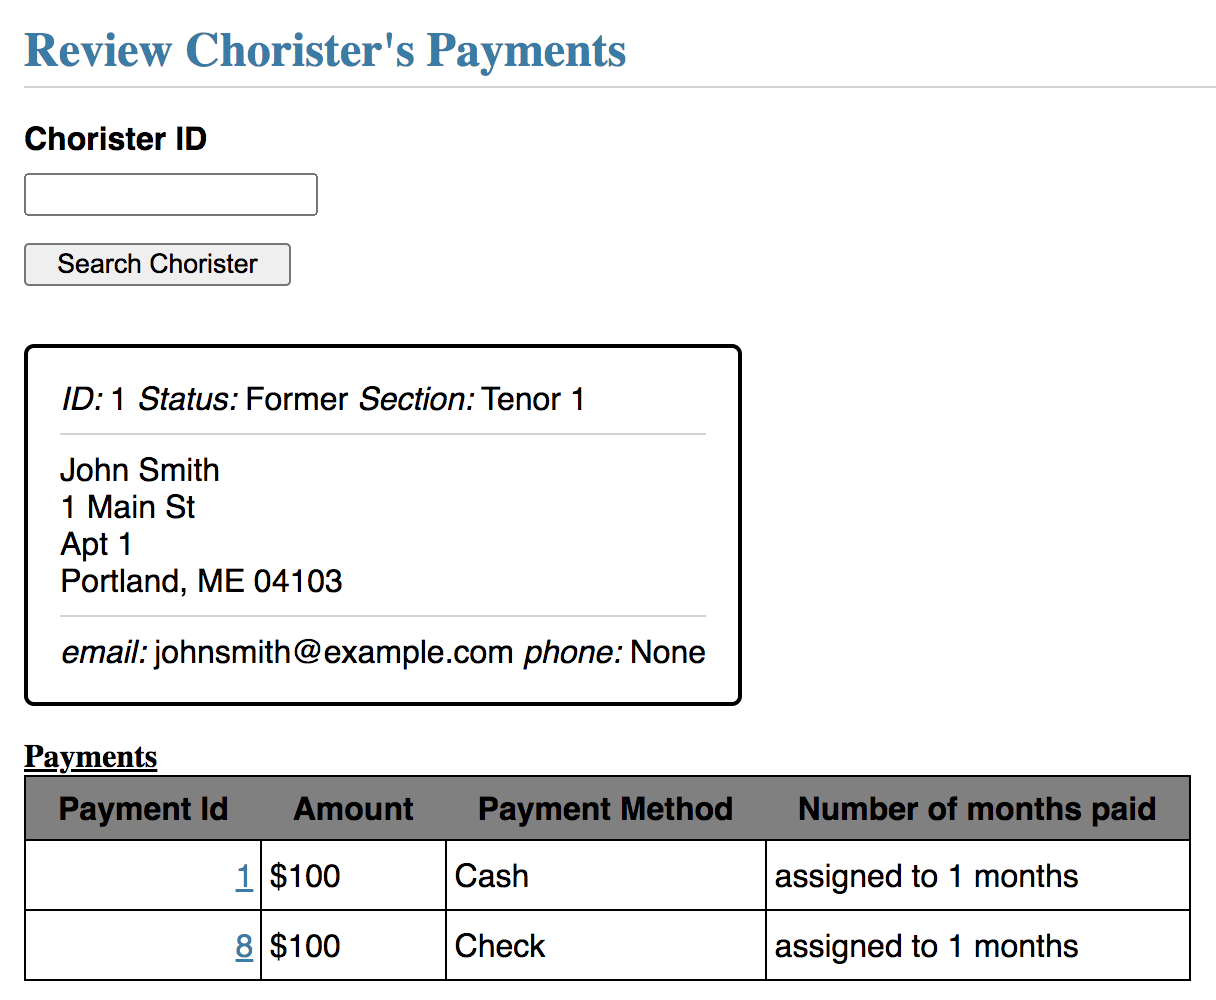 Review Chorister's Payments
Chorister ID
Search Chorister
ID: 1 Status: Former Section: Tenor 1
John Smith
1 Main St
Apt 1
Portland, ME 04103
email: johnsmith@example.com phone: None
Payments
Payment Id Amount Payment Method Number of months paid
1 $100 Cash assigned to 1 months
8 $100 Check assigned to 1 months